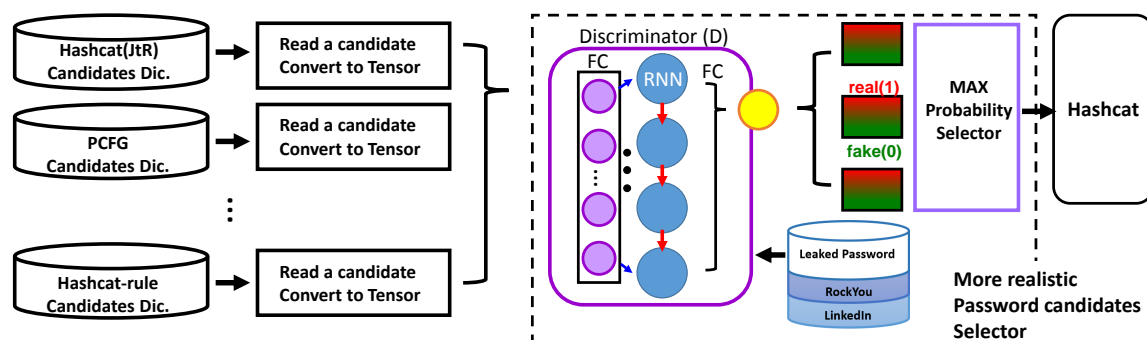 Hashcat(JtR)
Candidates Dic.
Read a candidate
Convert to Tensor
PCFG
Candidates Dic.
Read a candidate
Convert to Tensor
...
Hashcat-rule
Candidates Dic.
Read a candidate
Convert to Tensor
Discriminator (D)
FC
RNN
FC
real(1)
fake(0)
MAX
Probability
Selector
Hashcat
Leaked Password
RockYou
LinkedIn
More realistic
Password candidates
Selector